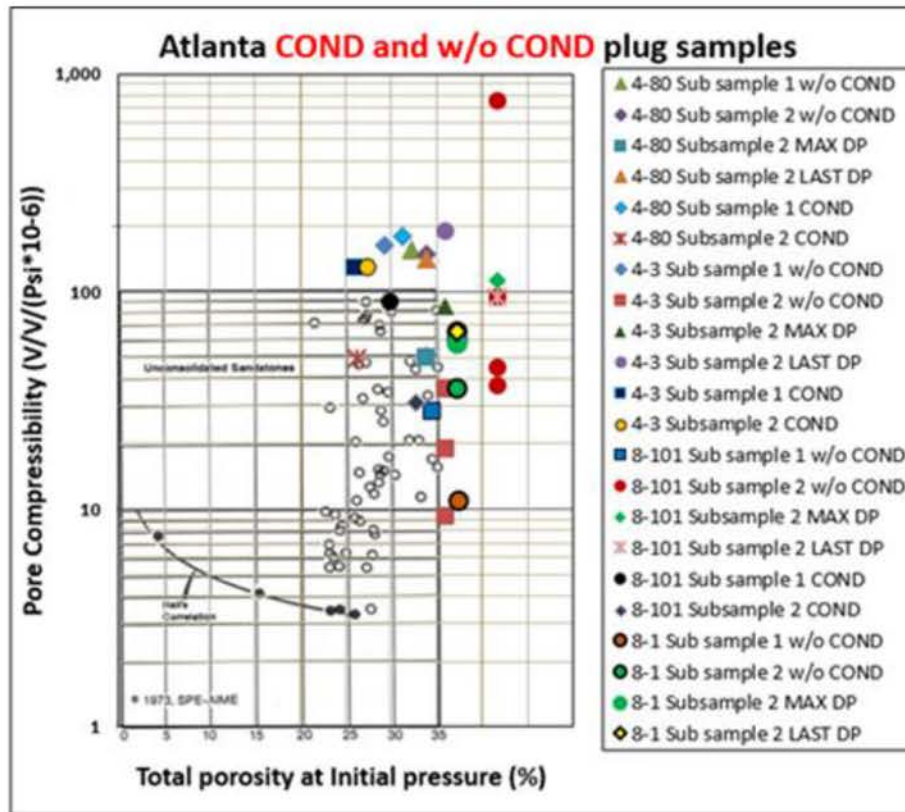 Atlanta COND and w/o COND plug samples
1,000
100
10
1
Pore Compressibility (V/V/(Psi*10-6))
Unconsolidated Sandstones
Hall's
Correlation
© 1973, SPE-AIME
0 5 10 15 20 25 30 35
Total porosity at Initial pressure (%)
4-80 Sub sample 1 w/o COND
4-80 Sub sample 2 w/o COND
4-80 Subsample 2 MAX DP
4-80 Sub sample 2 LAST DP
4-80 Sub sample 1 COND
4-80 Sub sample 2 COND
4-3 Sub sample 1 w/o COND
4-3 Sub sample 2 w/o COND
4-3 Subsample 2 MAX DP
4-3 Sub sample 2 LAST DP
4-3 Sub sample 1 COND
4-3 Subsample 2 COND
8-101 Sub sample 1 w/o COND
8-101 Sub sample 2 w/o COND
8-101 Subsample 2 MAX DP
8-101 Sub sample 2 LAST DP
8-101 Sub sample 1 COND
8-101 Subsample 2 COND
8-1 Sub sample 1 w/o COND
8-1 Sub sample 2 w/o COND
8-1 Subsample 2 MAX DP
8-1 Sub sample 2 LAST DP